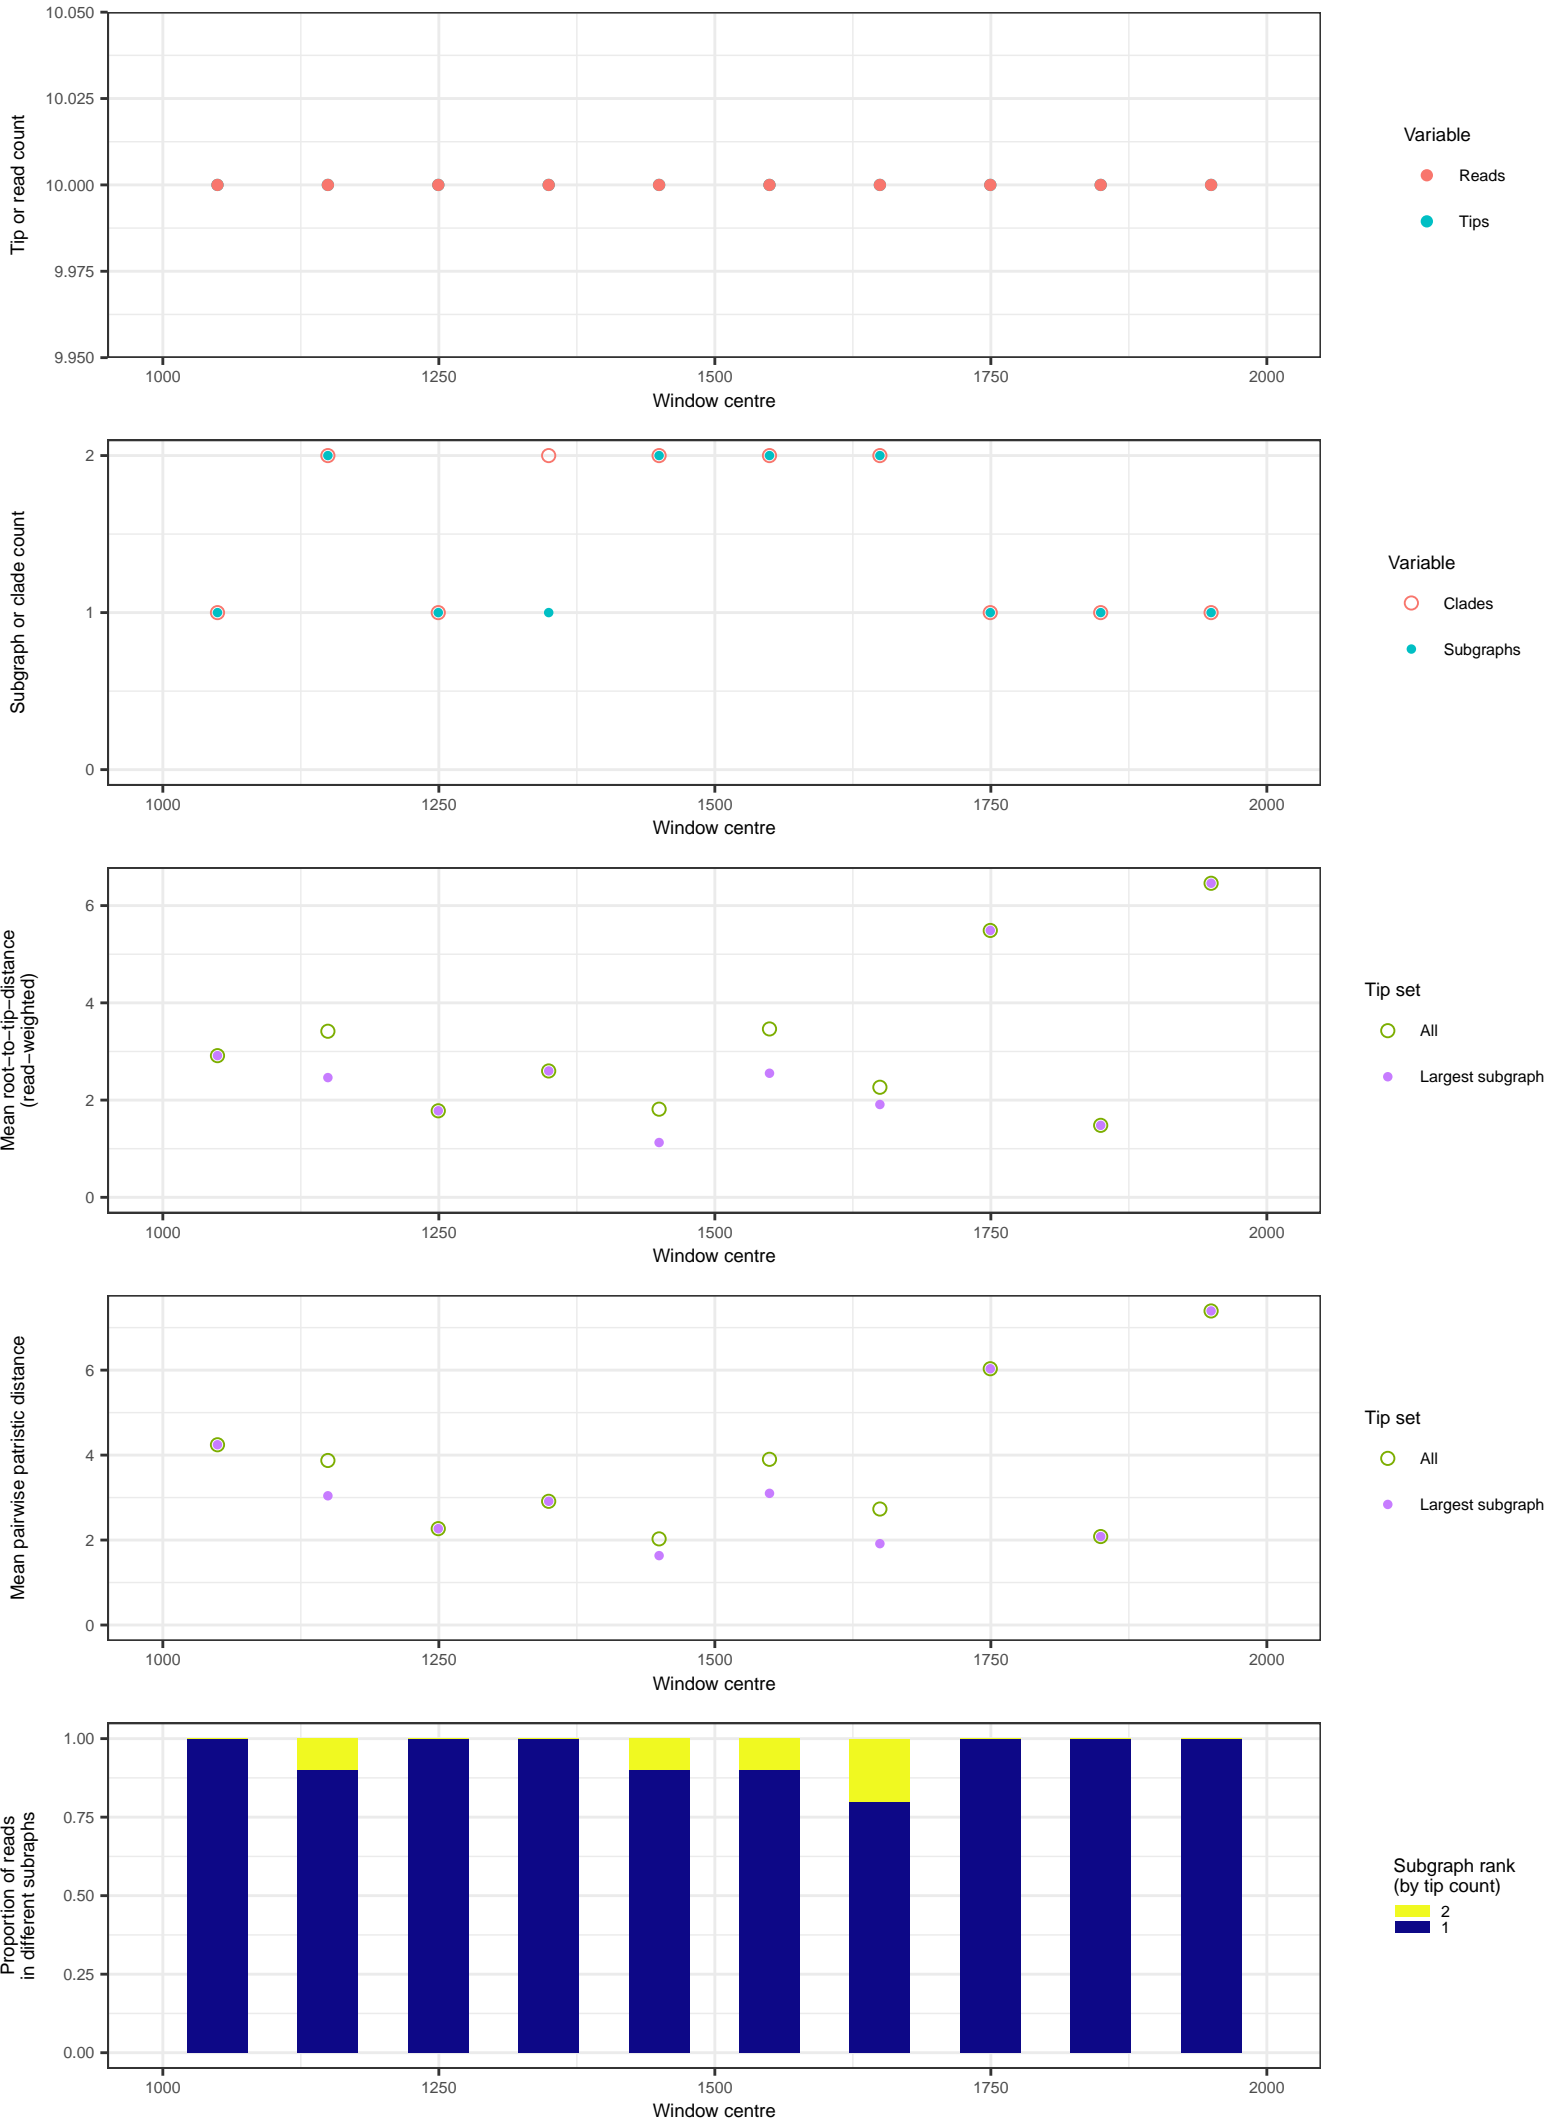 10.050
10.025
10.000
9.975
9.950
Tip or read count
1000 1250 1500 1750 2000
Window centre
Variable
Reads
Tips
2
1
0
Subgraph or clade count
1000 1250 1500 1750 2000
Window centre
Variable
Clades
Subgraphs
6
4
2
0
Mean root−to−tip−distance
(read−weighted)
1000 1250 1500 1750 2000
Window centre
Tip set
All
Largest subgraph
6
4
2
0
Mean pairwise patristic distance
1000 1250 1500 1750 2000
Window centre
Tip set
All
Largest subgraph
1.00
0.75
0.50
0.25
0.00
Proportion of reads
in different subraphs
1000 1250 1500 1750 2000
Window centre
Subgraph rank
(by tip count)
2
1